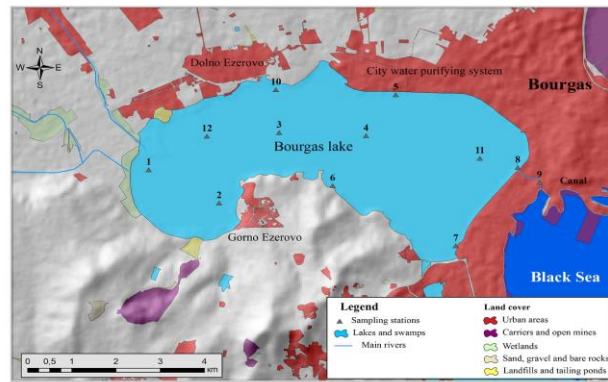 N
W E
S
Dolno Ezerovo
City water purifying system
Bourgas
10
5
12
3
4
Bourgas lake
11
1
8
9
Canal
2
6
Gorno Ezerovo
7
Black Sea
Legend
Sampling stations
Lakes and swamps
Main rivers
Land cover
Urban areas
Carriers and open mines
Wetlands
Sand, gravel and bare rocks
Landfills and tailing ponds
0 0,5 1 2 3 4
KM